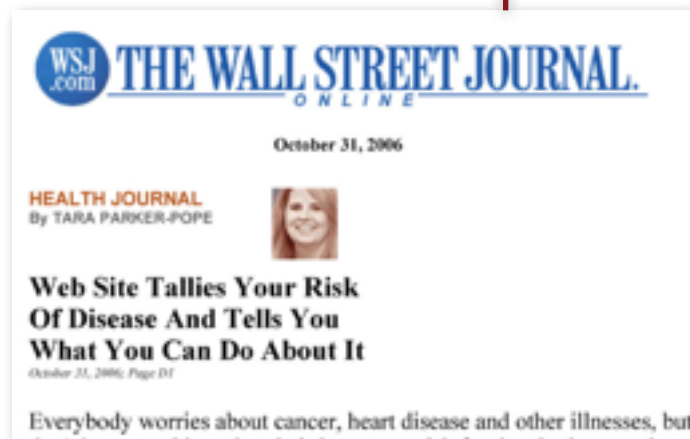 WSJ
.com
THE WALL STREET JOURNAL.
ONLINE
October 31, 2006
HEALTH JOURNAL
By TARA PARKER-POPE
Web Site Tallies Your Risk
Of Disease And Tells You
What You Can Do About It
October 31, 2006; Page D1
Everybody worries about cancer, heart disease and other illnesses, but